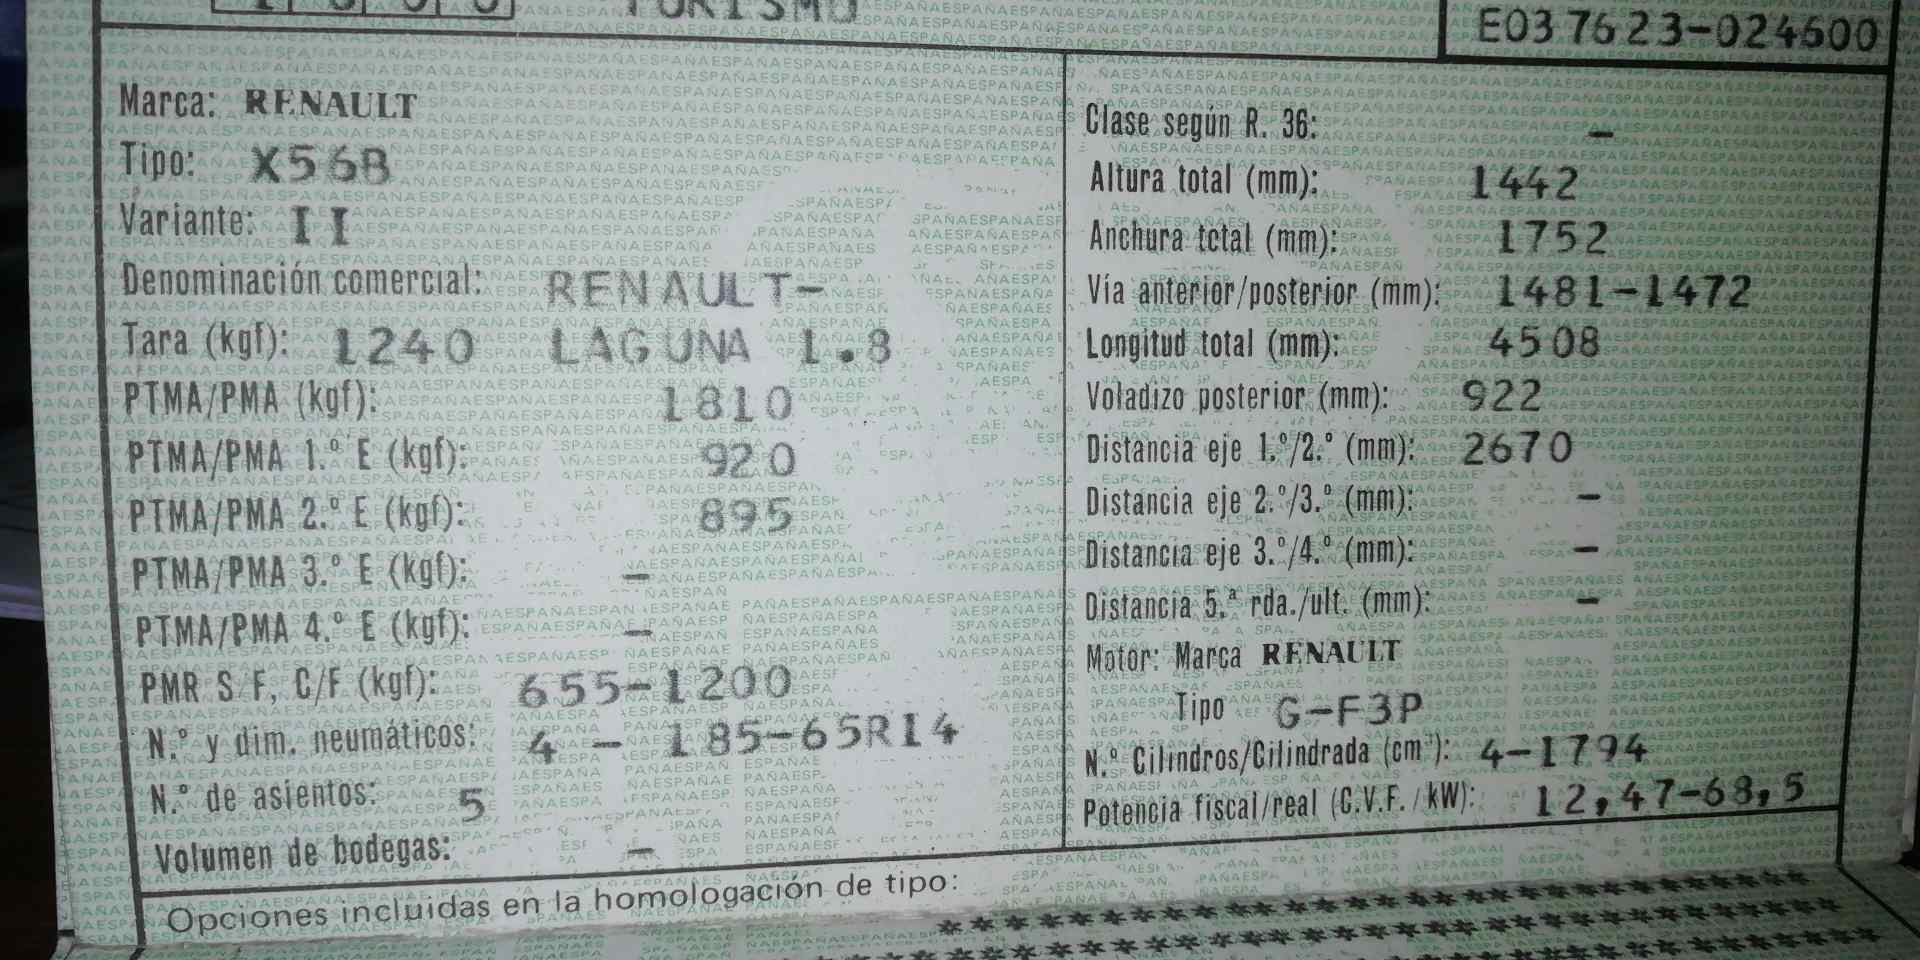 TURISMO
E037623-024600
Marca: RENAULT
Tipo: X568
Variante: II
Denominación comercial: RENAULT-
Tara (kgf): 1240 LAGUNA 1.8
PTMA/PMA (kgf): 1810
PTMA/PMA 1.º E (kgf): 920
PTMA/PMA 2.º E (kgf): 895
PTMA/PMA 3.º E (kgf): -
PTMA/PMA 4.º E (kgf): -
PMR S/F, C/F (kgf): 655-1200
N.º y dim. neumáticos: 4 - 185-65R14
N.º de asientos: 5
Volumen de bodegas: -
Clase según R. 36: -
Altura total (mm): 1442
Anchura total (mm): 1752
Vía anterior/posterior (mm): 1481-1472
Longitud total (mm): 4508
Voladizo posterior (mm): 922
Distancia eje 1.º/2.º (mm): 2670
Distancia eje 2.º/3.º (mm): -
Distancia eje 3.º/4.º (mm): -
Distancia 5.ª rda./ult. (mm): -
Motor: Marca RENAULT
Tipo G-F3P
N.º Cilindros/Cilindrada (cm³): 4-1794
Potencia fiscal/real (C.V.F./kW): 12,47-68,5
Opciones incluidas en la homologación de tipo: